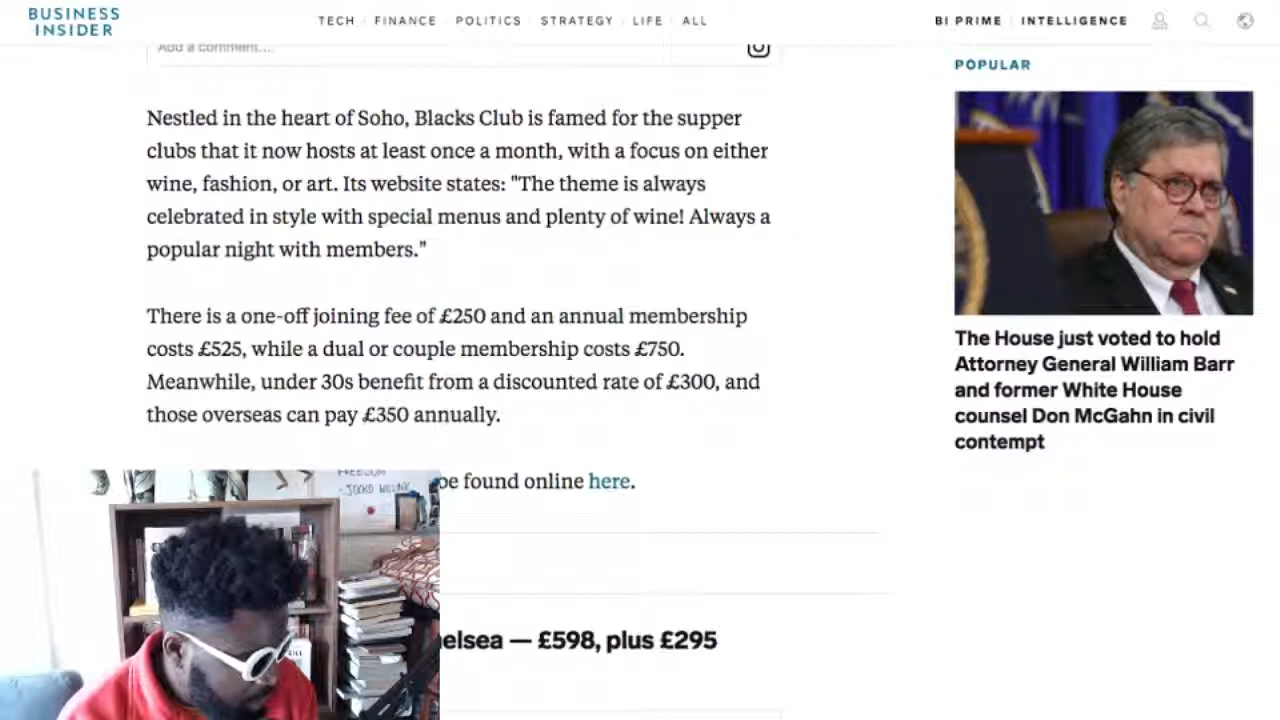 BUSINESS
INSIDER
TECH FINANCE POLITICS STRATEGY LIFE ALL
BI PRIME INTELLIGENCE
Add a comment...
Nestled in the heart of Soho, Blacks Club is famed for the supper
clubs that it now hosts at least once a month, with a focus on either
wine, fashion, or art. Its website states: "The theme is always
celebrated in style with special menus and plenty of wine! Always a
popular night with members."
There is a one-off joining fee of £250 and an annual membership
costs £525, while a dual or couple membership costs £750.
Meanwhile, under 30s benefit from a discounted rate of £300, and
those overseas can pay £350 annually.
be found online here.
elsea — £598, plus £295
POPULAR
The House just voted to hold
Attorney General William Barr
and former White House
counsel Don McGahn in civil
contempt
FREEDOM
- JOCKO WILLINK